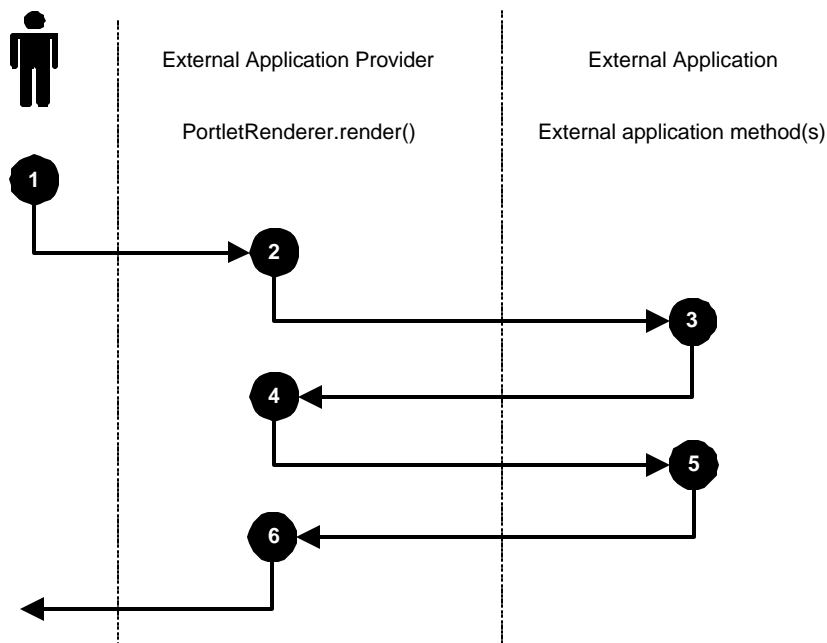 External Application Provider
External Application
PortletRenderer.render()
External application method(s)
1
2
3
4
5
6